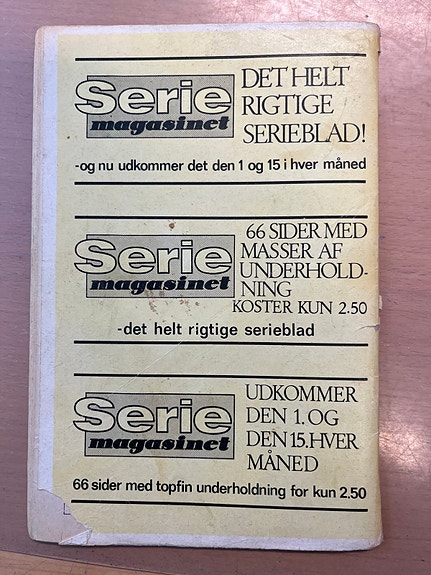 Serie
magasinet
DET HELT
RIGTIGE
SERIEBLAD!
-og nu udkommer det den 1 og 15 i hver måned
Serie
magasinet
66 SIDER MED
MASSER AF
UNDERHOLD-
NING
KOSTER KUN 2.50
-det helt rigtige serieblad
Serie
magasinet
UDKOMMER
DEN 1. OG
DEN 15. HVER
MÅNED
66 sider med topfin underholdning for kun 2.50